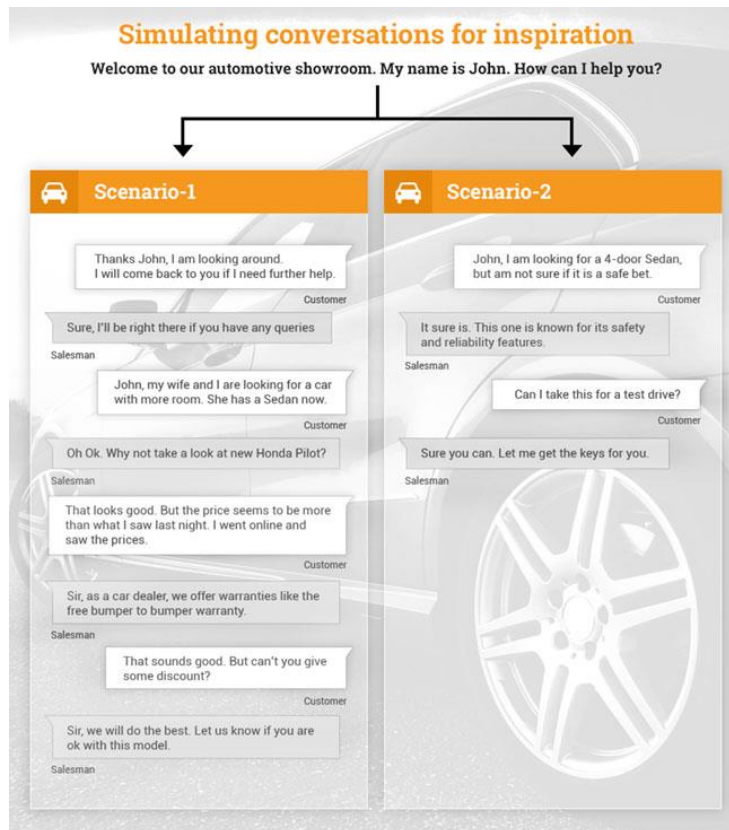 Simulating conversations for inspiration
Welcome to our automotive showroom. My name is John. How can I help you?
Scenario-1
Thanks John, I am looking around.
I will come back to you if I need further help.
Customer
Sure, I'll be right there if you have any queries
Salesman
John, my wife and I are looking for a car
with more room. She has a Sedan now.
Customer
Oh Ok. Why not take a look at new Honda Pilot?
Salesman
That looks good. But the price seems to be more
than what I saw last night. I went online and
saw the prices.
Customer
Sir, as a car dealer, we offer warranties like the
free bumper to bumper warranty.
Salesman
That sounds good. But can't you give
some discount?
Customer
Sir, we will do the best. Let us know if you are
ok with this model.
Salesman
Scenario-2
John, I am looking for a 4-door Sedan,
but am not sure if it is a safe bet.
Customer
It sure is. This one is known for its safety
and reliability features.
Salesman
Can I take this for a test drive?
Customer
Sure you can. Let me get the keys for you.
Salesman